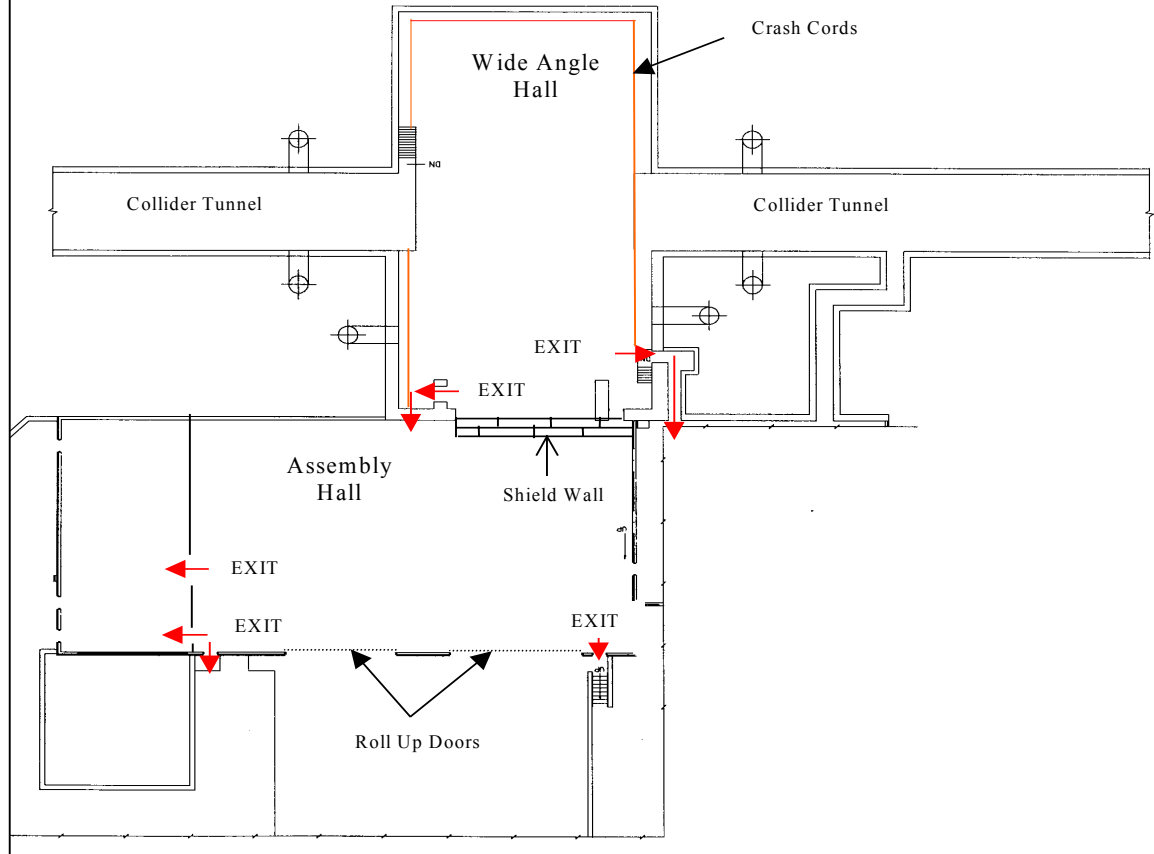 Crash Cords
Wide Angle
Hall
DN
Collider Tunnel
Collider Tunnel
EXIT
EXIT
Assembly
Hall
Shield Wall
EXIT
EXIT
EXIT
Roll Up Doors